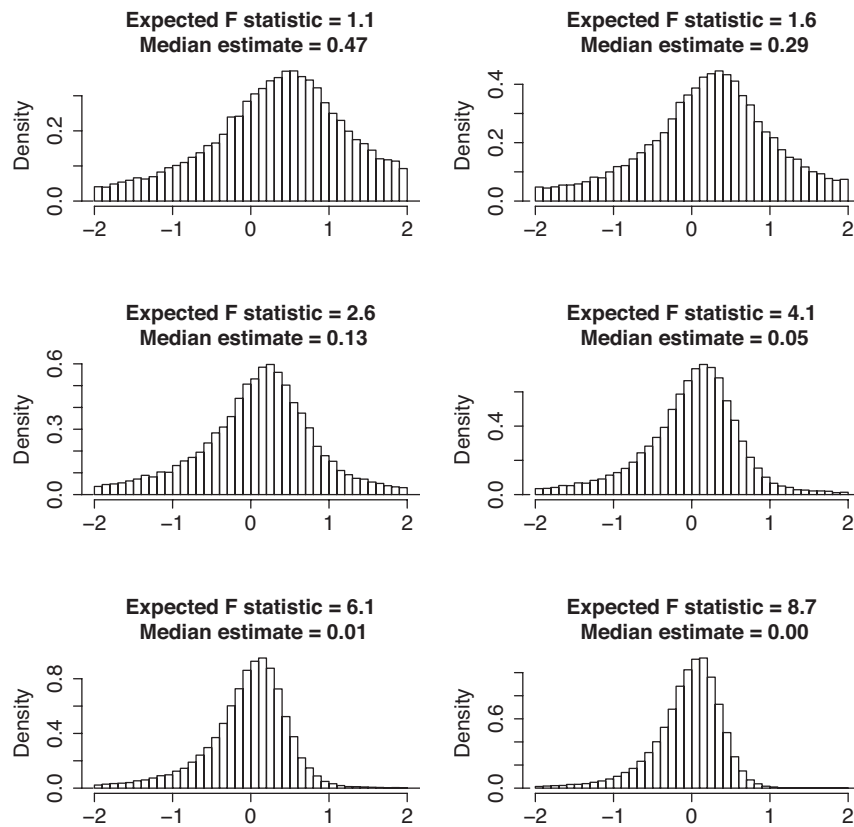 Expected F statistic = 1.1
Median estimate = 0.47
Density
0.0
0.2
−2
−1
0
1
2
Expected F statistic = 1.6
Median estimate = 0.29
Density
0.0
0.2
0.4
−2
−1
0
1
2
Expected F statistic = 2.6
Median estimate = 0.13
Density
0.0
0.3
0.6
−2
−1
0
1
2
Expected F statistic = 4.1
Median estimate = 0.05
Density
0.0
0.4
−2
−1
0
1
2
Expected F statistic = 6.1
Median estimate = 0.01
Density
0.0
0.4
0.8
−2
−1
0
1
2
Expected F statistic = 8.7
Median estimate = 0.00
Density
0.0
0.6
−2
−1
0
1
2